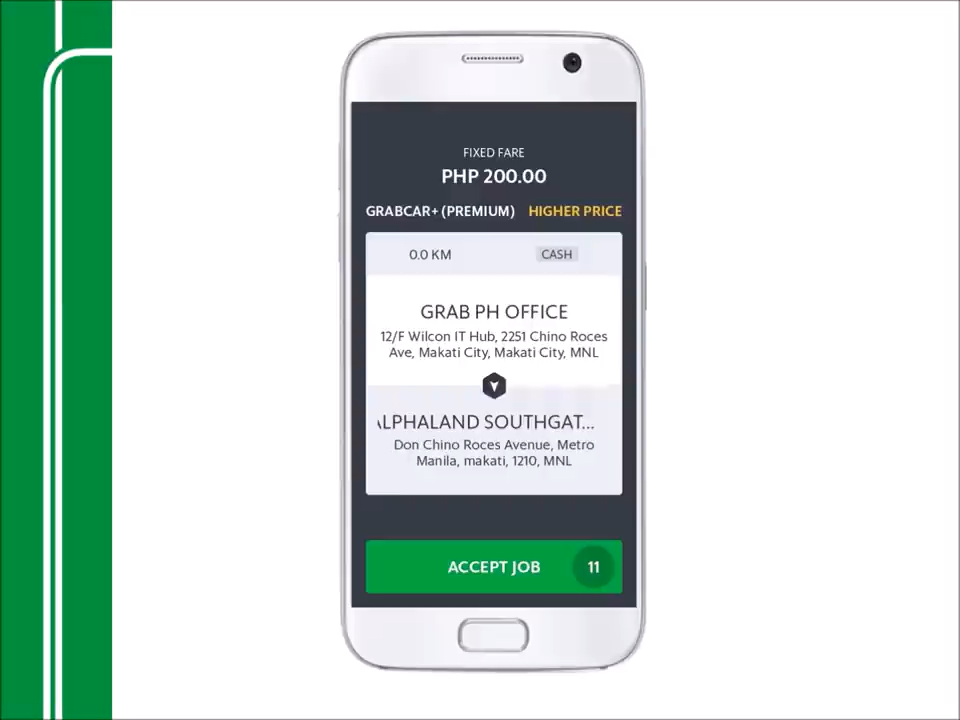 FIXED FARE
PHP 200.00
GRABCAR+ (PREMIUM) HIGHER PRICE
0.0 KM CASH
GRAB PH OFFICE
12/F Wilcon IT Hub, 2251 Chino Roces
Ave, Makati City, Makati City, MNL
ALPHALAND SOUTHGAT...
Don Chino Roces Avenue, Metro
Manila, makati, 1210, MNL
ACCEPT JOB 11